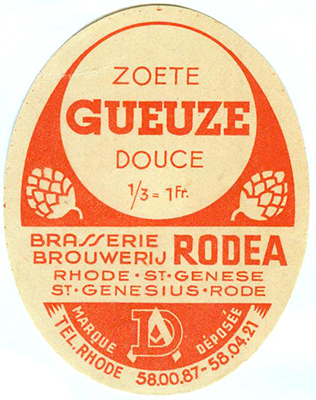 ZOETE
GUEUZE
DOUCE
1/3 = 1 Fr.
BRASSERIE
BROUWERIJ RODEA
RHODE · ST · GENESE
ST · GENESIUS · RODE
MARQUE DÉPOSÉE
D
TEL. RHODE 58.00.87 - 58.04.21